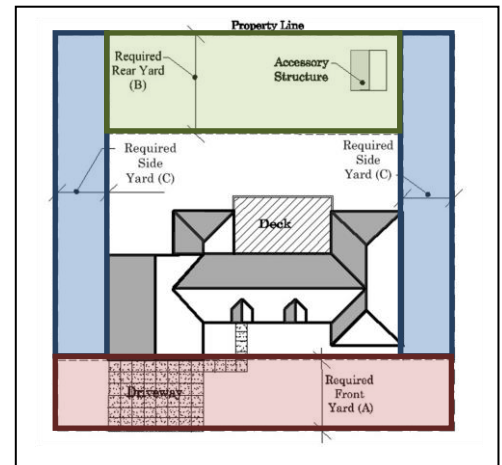 Property Line
Required
Rear Yard
(B)
Accessory
Structure
Required
Side
Yard (C)
Required
Side
Yard (C)
Deck
Driveway
Required
Front
Yard (A)